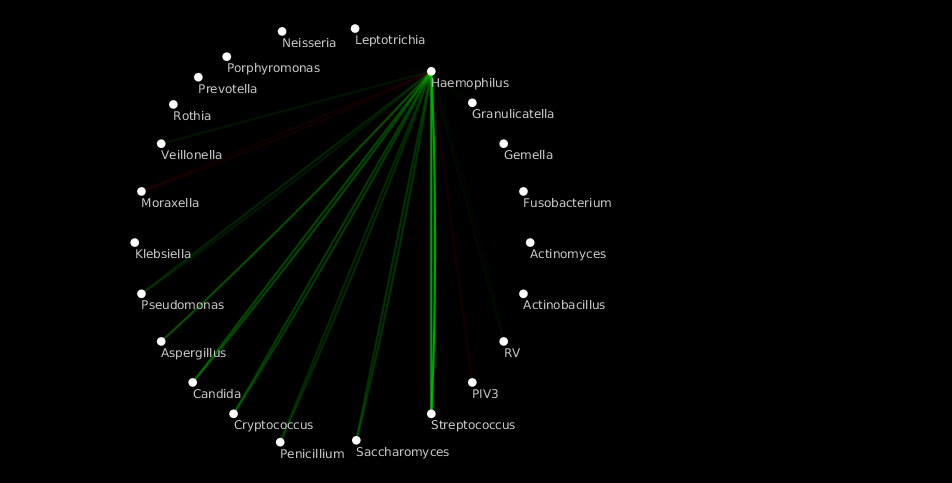 Leptotrichia
Neisseria
Porphyromonas
Haemophilus
Prevotella
Granulicatella
Rothia
Gemella
Veillonella
Moraxella
Fusobacterium
Klebsiella
Actinomyces
Pseudomonas
Actinobacillus
Aspergillus
RV
Candida
PIV3
Cryptococcus
Streptococcus
Saccharomyces
Penicillium